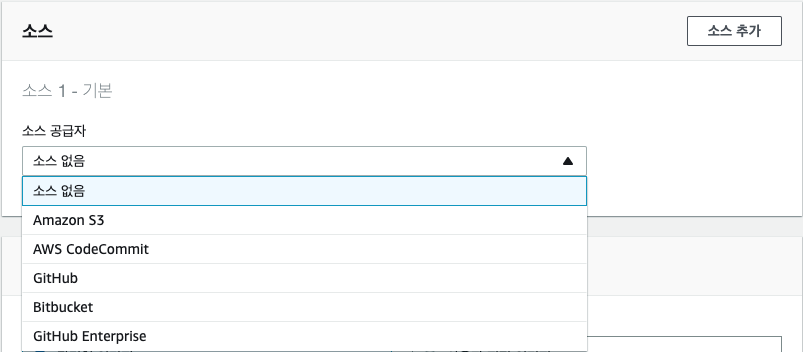 소스
소스 추가
소스 1 - 기본
소스 공급자
소스 없음
소스 없음
Amazon S3
AWS CodeCommit
GitHub
Bitbucket
GitHub Enterprise